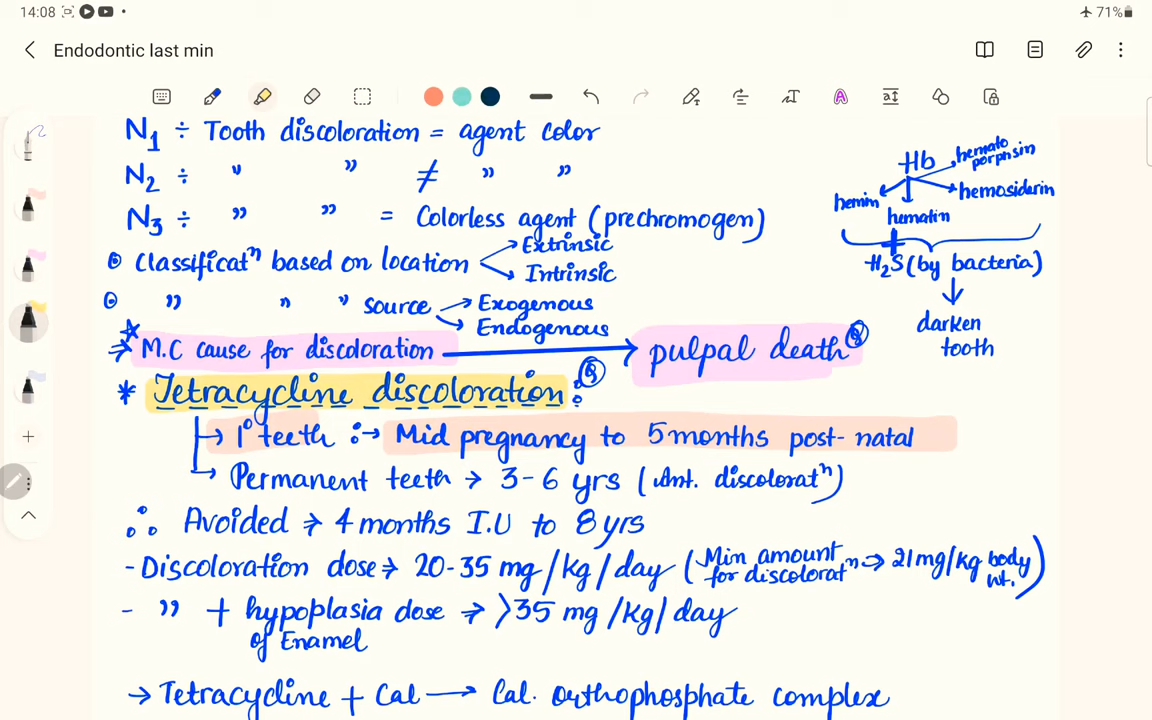 14:08
71%
Endodontic last min
N1 ÷ Tooth discoloration = agent color
N2 ÷ " " ≠ " "
N3 ÷ " " = Colorless agent (prechromogen)
Classificatⁿ based on location → Extrinsic
→ Intrinsic
" " " source → Exogenous
→ Endogenous
Hb → hemato
porphsin
→ hemosiderin
hemin
hematin
+
H2S (by bacteria)
↓
darken
tooth
→ M.C cause for discoloration → pulpal death Ⓠ
* Tetracycline discoloration : Ⓠ
→ 1° teeth :→ Mid pregnancy to 5 months post-natal
→ Permanent teeth → 3-6 yrs (Ant. discoloratⁿ)
∴ Avoided → 4 months I.U to 8 yrs
- Discoloration dose → 20-35 mg/kg/day (Min amount
for discoloratⁿ → 21 mg/kg body
wt.)
- " + hypoplasia dose → >35 mg/kg/day
of Enamel
→ Tetracycline + Cal → Cal. Orthophosphate complex